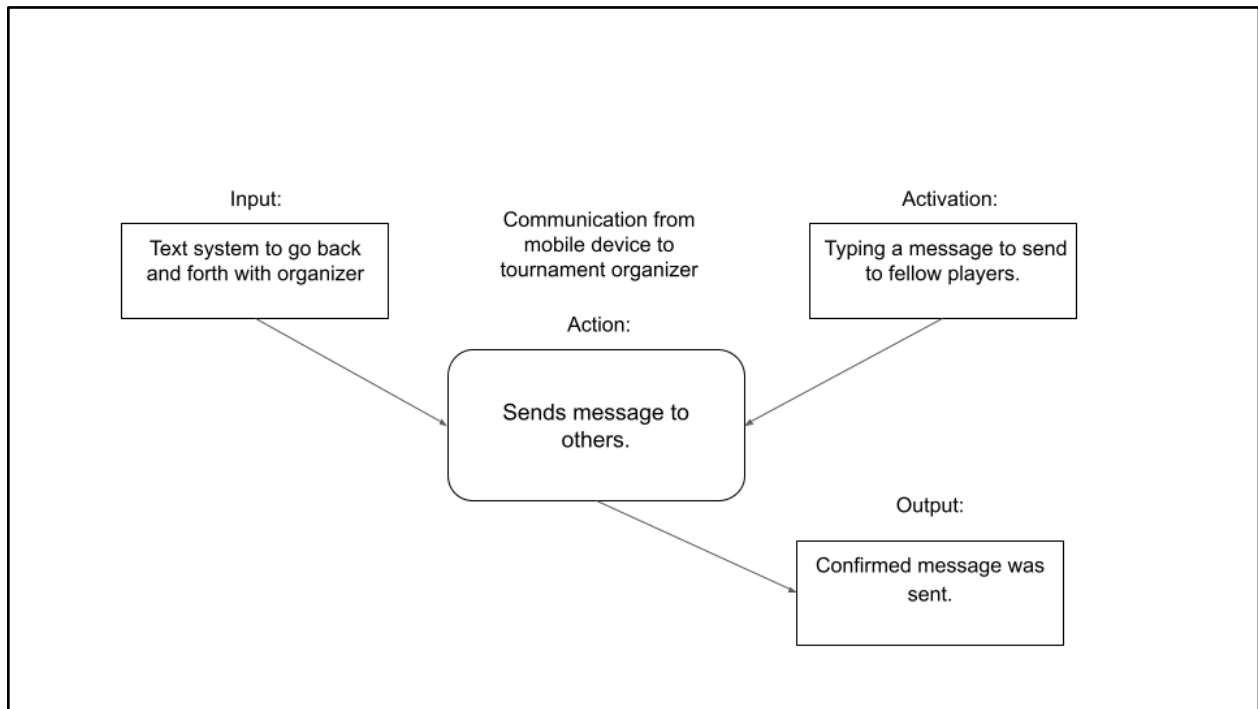 Input:
Text system to go back
and forth with organizer
Communication from
mobile device to
tournament organizer
Activation:
Typing a message to send
to fellow players.
Action:
Sends message to
others.
Output:
Confirmed message was
sent.